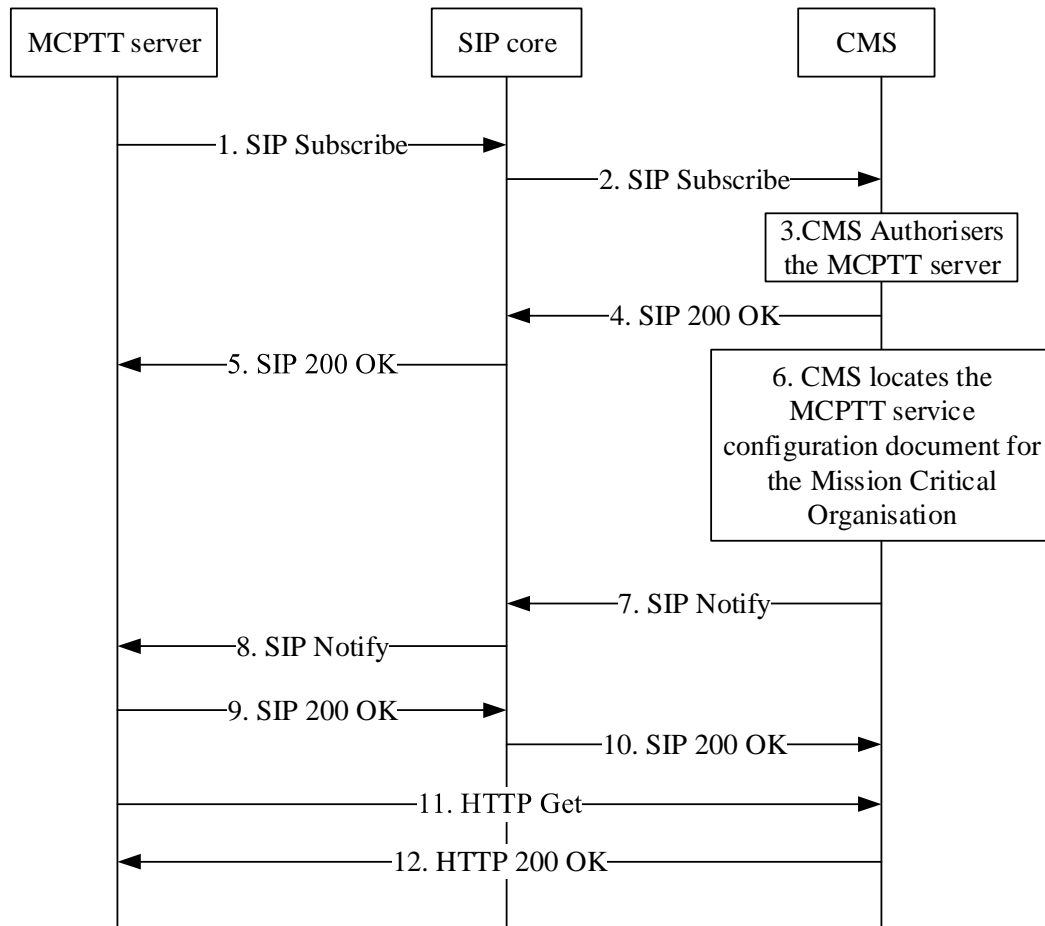 MCPTT server
SIP core
CMS
1. SIP Subscribe
2. SIP Subscribe
3.CMS Authorisers
the MCPTT server
4. SIP 200 OK
5. SIP 200 OK
6. CMS locates the
MCPTT service
configuration document for
the Mission Critical
Organisation
7. SIP Notify
8. SIP Notify
9. SIP 200 OK
10. SIP 200 OK
11. HTTP Get
12. HTTP 200 OK